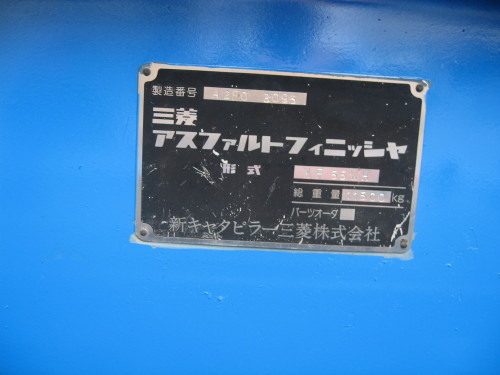 製造番号
三菱
アスファルトフィニッシャ
形式
総重量 kg
パーツオーダ
新キャタピラー三菱株式会社